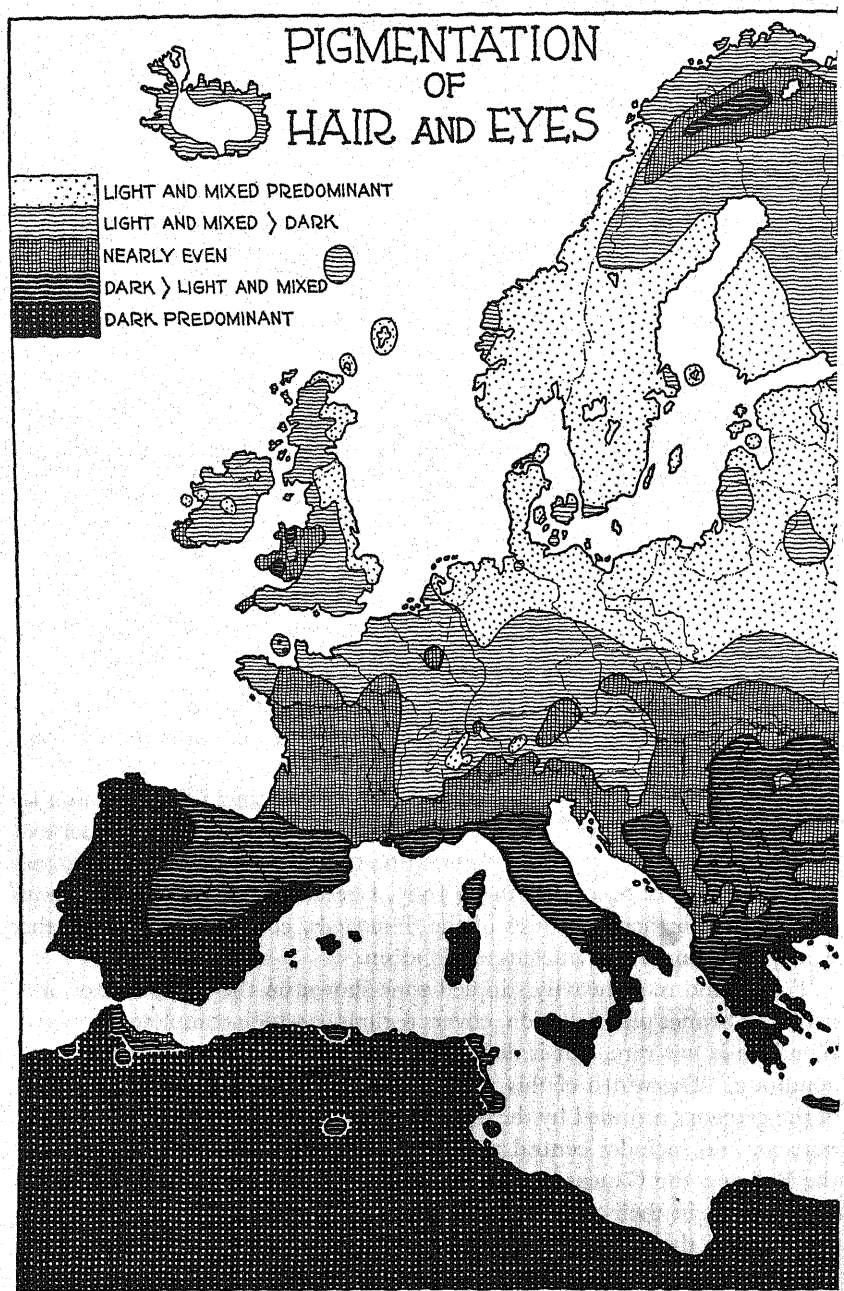 PIGMENTATION
OF
HAIR AND EYES
LIGHT AND MIXED PREDOMINANT
LIGHT AND MIXED > DARK
NEARLY EVEN
DARK > LIGHT AND MIXED
DARK PREDOMINANT